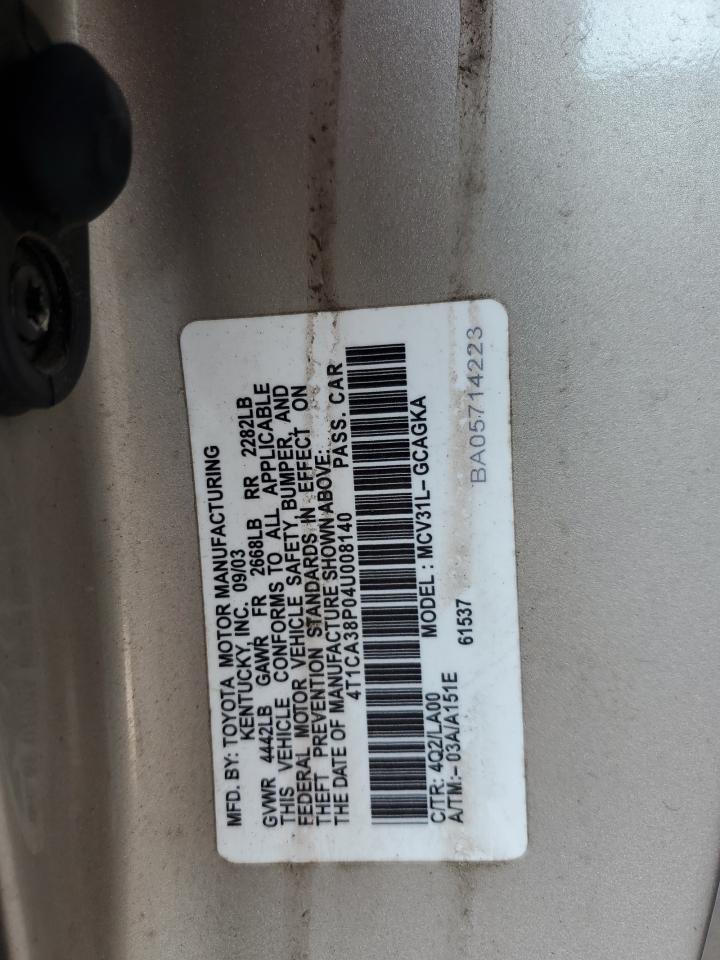 MFD. BY: TOYOTA MOTOR MANUFACTURING
KENTUCKY, INC. 09/03
GVWR 4442LB GAWR FR 2668LB RR 2282LB
THIS VEHICLE CONFORMS TO ALL APPLICABLE
FEDERAL MOTOR VEHICLE SAFETY, BUMPER, AND
THEFT PREVENTION STANDARDS IN EFFECT ON
THE DATE OF MANUFACTURE SHOWN ABOVE:
4T1CA38P04U008140 PASS. CAR
C/TR: 4Q2/LA00 MODEL : MCV31L-GCAGKA
A/TM:-03A/A151E 61537
BA05714223